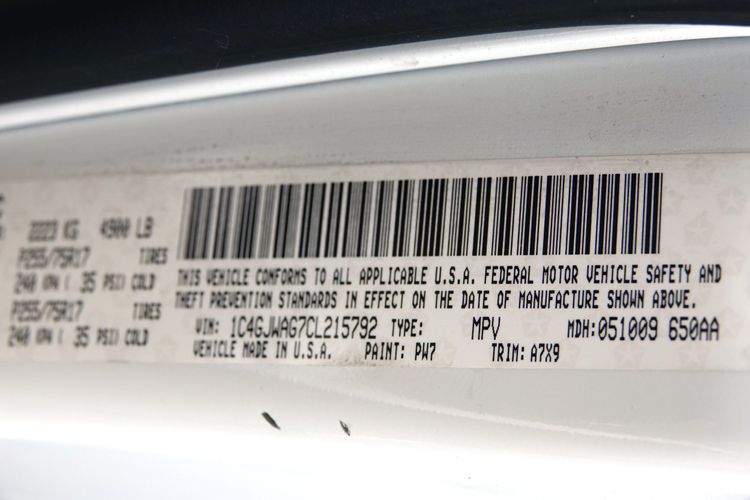 2223 KG 4900 LB
P255/75R17 TIRES
240 KPA ( 35 PSI) COLD
P255/75R17 TIRES
240 KPA ( 35 PSI) COLD
THIS VEHICLE CONFORMS TO ALL APPLICABLE U.S.A. FEDERAL MOTOR VEHICLE SAFETY AND
THEFT PREVENTION STANDARDS IN EFFECT ON THE DATE OF MANUFACTURE SHOWN ABOVE.
VIN: 1C4GJWAG7CL215792 TYPE: MPV MDH:051009 650AA
VEHICLE MADE IN U.S.A. PAINT: PW7 TRIM: A7X9